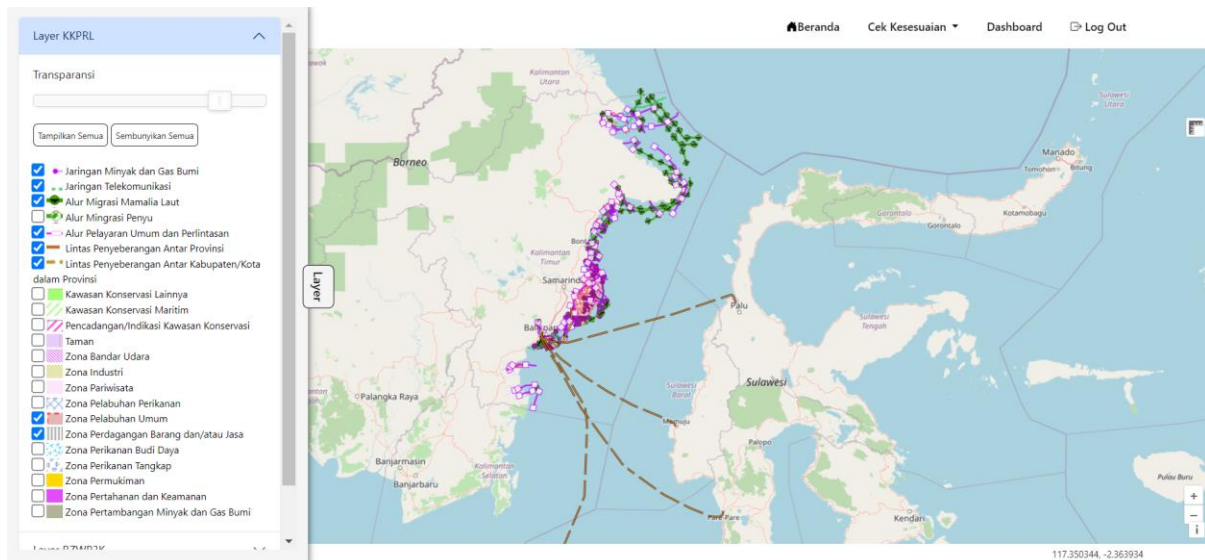 Layer KKPRL
Beranda
Cek Kesesuaian
Dashboard
Log Out
Transparansi
Tampilkan Semua
Sembunyikan Semua
Jaringan Minyak dan Gas Bumi
Jaringan Telekomunikasi
Alur Migrasi Mamalia Laut
Alur Mingrasi Penyu
Alur Pelayaran Umum dan Perlintasan
Lintas Penyeberangan Antar Provinsi
Lintas Penyeberangan Antar Kabupaten/Kota
dalam Provinsi
Kawasan Konservasi Lainnya
Kawasan Konservasi Maritim
Pencadangan/Indikasi Kawasan Konservasi
Taman
Zona Bandar Udara
Zona Industri
Zona Pariwisata
Zona Pelabuhan Perikanan
Zona Pelabuhan Umum
Zona Perdagangan Barang dan/atau Jasa
Zona Perikanan Budi Daya
Zona Perikanan Tangkap
Zona Permukiman
Zona Pertahanan dan Keamanan
Zona Pertambangan Minyak dan Gas Bumi
Layer
Kalimantan
Utara
Borneo
Kalimantan
Timur
Samarind
Palangka Raya
Banjarmasin
Banjarbaru
Kalimantan
Selatan
Sulawesi
Utara
Manado
Tomohon
Bitung
Kotamobagu
Gorontalo
Gorontalo
Palu
Sulawesi
Tengah
Sulawesi
Barat
Sulawesi
Mamuju
Palopo
Pare-Pare
Kendari
Pulau Buru
+
−
i
117.350344, -2.363934